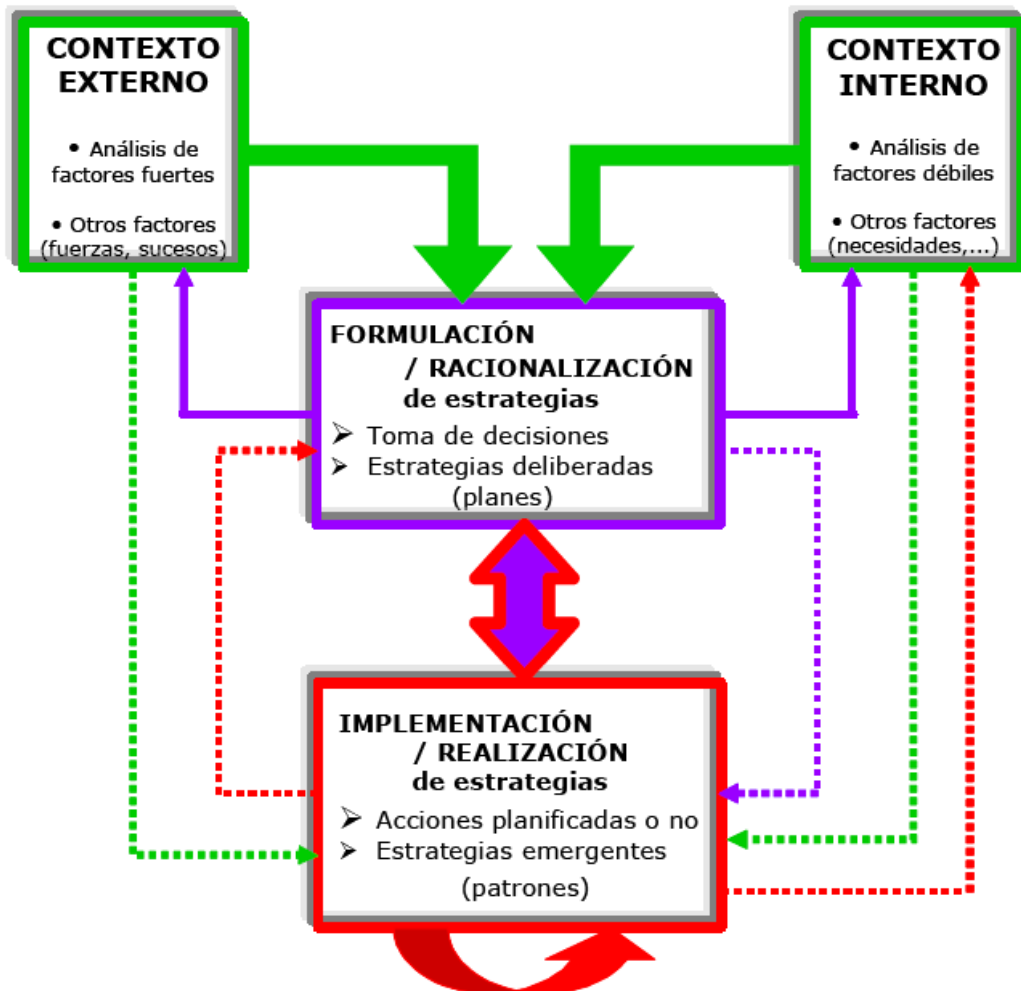 CONTEXTO
EXTERNO
• Análisis de
factores fuertes
• Otros factores
(fuerzas, sucesos)
CONTEXTO
INTERNO
• Análisis de
factores débiles
• Otros factores
(necesidades,...)
FORMULACIÓN
/ RACIONALIZACIÓN
de estrategias
➢ Toma de decisiones
➢ Estrategias deliberadas
(planes)
IMPLEMENTACIÓN
/ REALIZACIÓN
de estrategias
➢ Acciones planificadas o no
➢ Estrategias emergentes
(patrones)